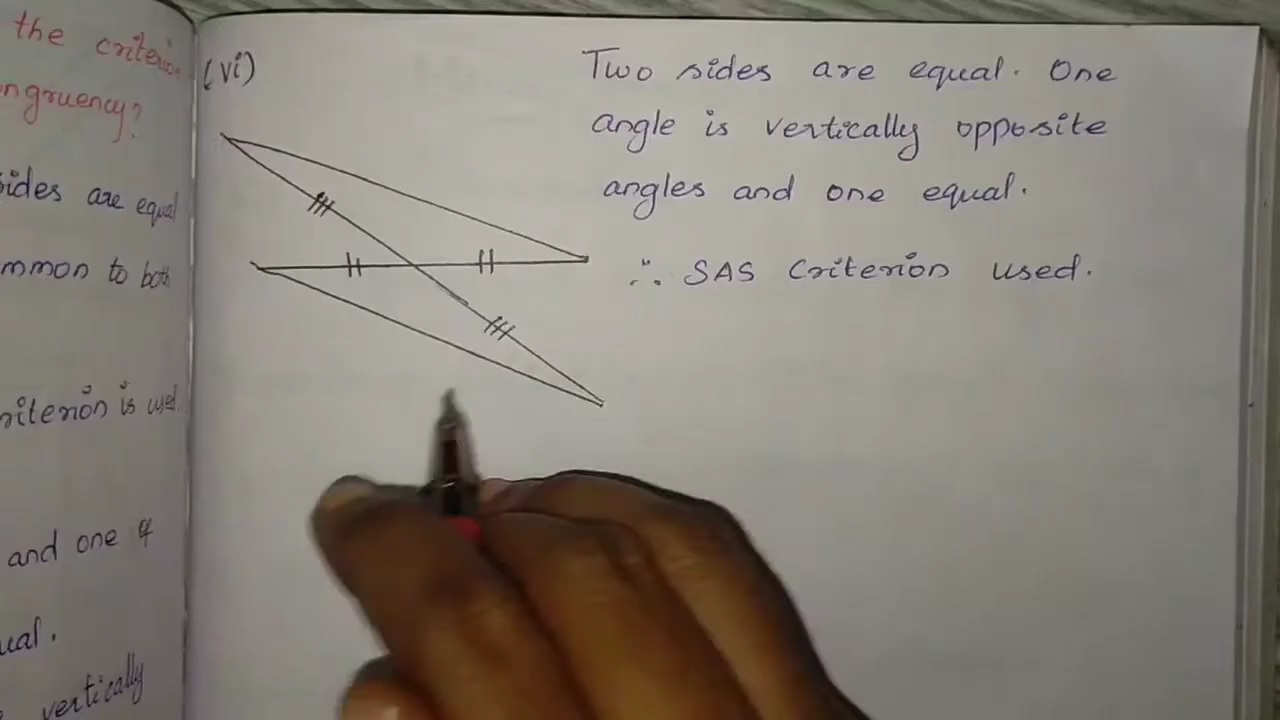 the criterion
ngruency?
sides are equal
mmon to both
riterion is used
and one of
ual.
vertically
(vi)
Two sides are equal. One
angle is vertically opposite
angles and one equal.
∴ SAS Criterion used.